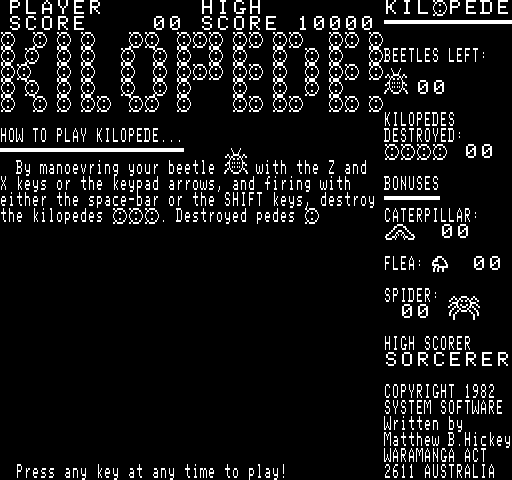 PLAYER HIGH
SCORE 00 SCORE 10000
KILOPEDE
HOW TO PLAY KILOPEDE...
By manoevring your beetle with the Z and
X keys or the keypad arrows, and firing with
either the space-bar or the SHIFT keys, destroy
the kilopedes . Destroyed pedes
Press any key at any time to play!
KILOPEDE
BEETLES LEFT:
00
KILOPEDES
DESTROYED:
00
BONUSES
CATERPILLAR:
00
FLEA: 00
SPIDER:
00
HIGH SCORER
SORCERER
COPYRIGHT 1982
SYSTEM SOFTWARE
Written by
Matthew B.Hickey
WARAMANGA ACT
2611 AUSTRALIA